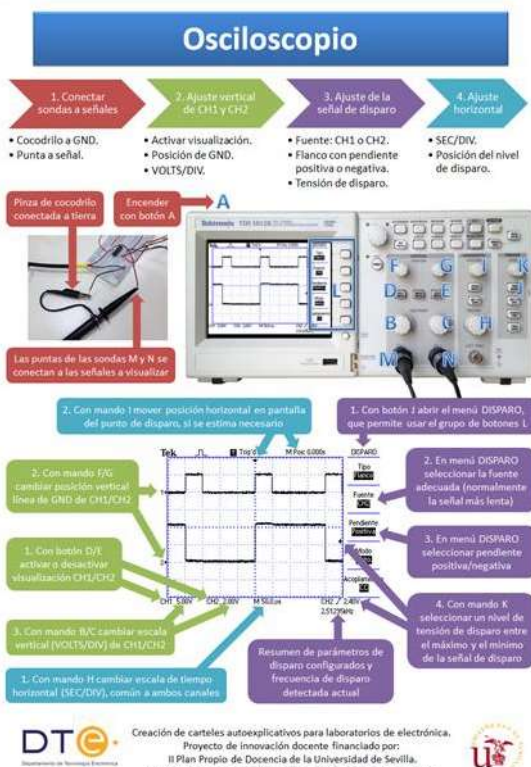 Osciloscopio
1. Conectar
sondas a señales
2. Ajuste vertical
de CH1 y CH2
3. Ajuste de la
señal de disparo
4. Ajuste
horizontal
• Cocodrilo a GND.
• Punta a señal.
• Activar visualización.
• Posición de GND.
• VOLTS/DIV.
• Fuente: CH1 o CH2.
• Flanco con pendiente
positiva o negativa.
• Tensión de disparo.
• SEC/DIV.
• Posición del nivel
de disparo.
Pinza de cocodrilo
conectada a tierra
Encender
con botón A
A
Tektronix
F
G
I
K
D
E
J
L
B
C
H
M
N
Las puntas de las sondas M y N se
conectan a las señales a visualizar
2. Con mando I mover posición horizontal en pantalla
del punto de disparo, si se estima necesario
1. Con botón J abrir el menú DISPARO,
que permite usar el grupo de botones L
2. Con mando F/G
cambiar posición vertical
línea de GND de CH1/CH2
1. Con botón D/E
activar o desactivar
visualización CH1/CH2
3. Con mando B/C cambiar escala
vertical (VOLTS/DIV) de CH1/CH2
1. Con mando H cambiar escala de tiempo
horizontal (SEC/DIV), común a ambos canales
Tek
Trig'd
M Pos: 0.000s
DISPARO
Tipo
Flanco
Fuente
CH2
Pendiente
Positiva
Modo
CH1 5.00V
CH2 2.00V
M 50.0us
CH2 / 2.40V
2. En menú DISPARO
seleccionar la fuente
adecuada (normalmente
la señal más lenta)
3. En menú DISPARO
seleccionar pendiente
positiva/negativa
4. Con mando K
seleccionar un nivel de
tensión de disparo entre
el máximo y el mínimo
de la señal de disparo
Resumen de parámetros de
disparo configurados y
frecuencia de disparo
detectada actual
DTe
Departamento de Tecnología Electrónica
Creación de carteles autoexplicativos para laboratorios de electrónica.
Proyecto de innovación docente financiado por:
II Plan Propio de Docencia de la Universidad de Sevilla.